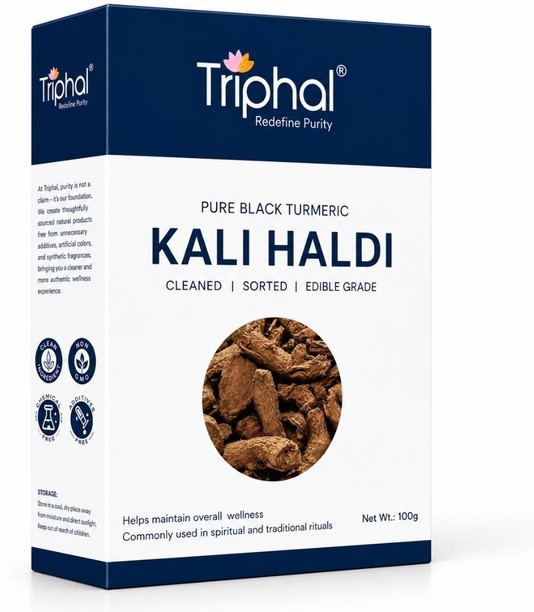 Triphal®
Redefine Purity
PURE BLACK TURMERIC
KALI HALDI
CLEANED | SORTED | EDIBLE GRADE
Helps maintain overall wellness
Commonly used in spiritual and traditional rituals
Net Wt.: 100g
Triphal®
Redefine Purity
At Triphal, purity is not a
claim – it's our foundation.
We create thoughtfully
sourced natural products
free from unnecessary
additives, artificial colors,
and synthetic fragrances,
bringing you a cleaner and
more authentic wellness
experience.
CLEAN INGREDIENT
NON GMO
CHEMICAL FREE
ADDITIVES FREE
STORAGE:
Store in a cool, dry place away
from moisture and direct sunlight.
Keep out of reach of children.